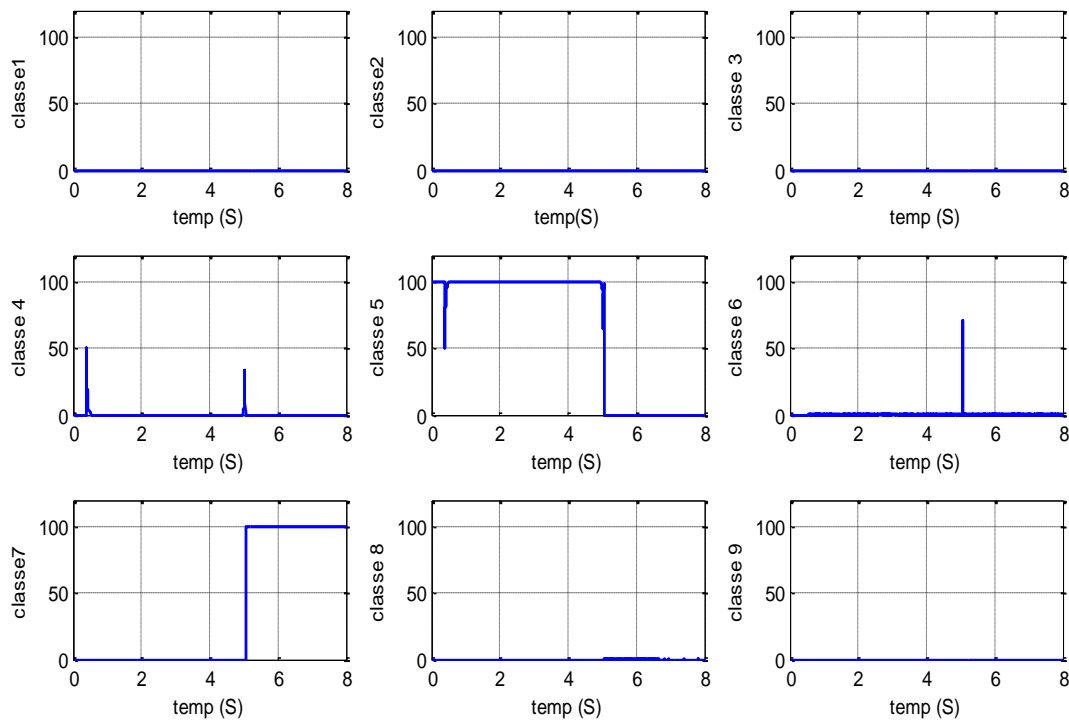 100
50
0
classe1
0 2 4 6 8
temp (S)
100
50
0
classe2
0 2 4 6 8
temp(S)
100
50
0
classe 3
0 2 4 6 8
temp (S)
100
50
0
classe 4
0 2 4 6 8
temp (S)
100
50
0
classe 5
0 2 4 6 8
temp (S)
100
50
0
classe 6
0 2 4 6 8
temp (S)
100
50
0
classe7
0 2 4 6 8
temp (S)
100
50
0
classe 8
0 2 4 6 8
temp (S)
100
50
0
classe 9
0 2 4 6 8
temp (S)